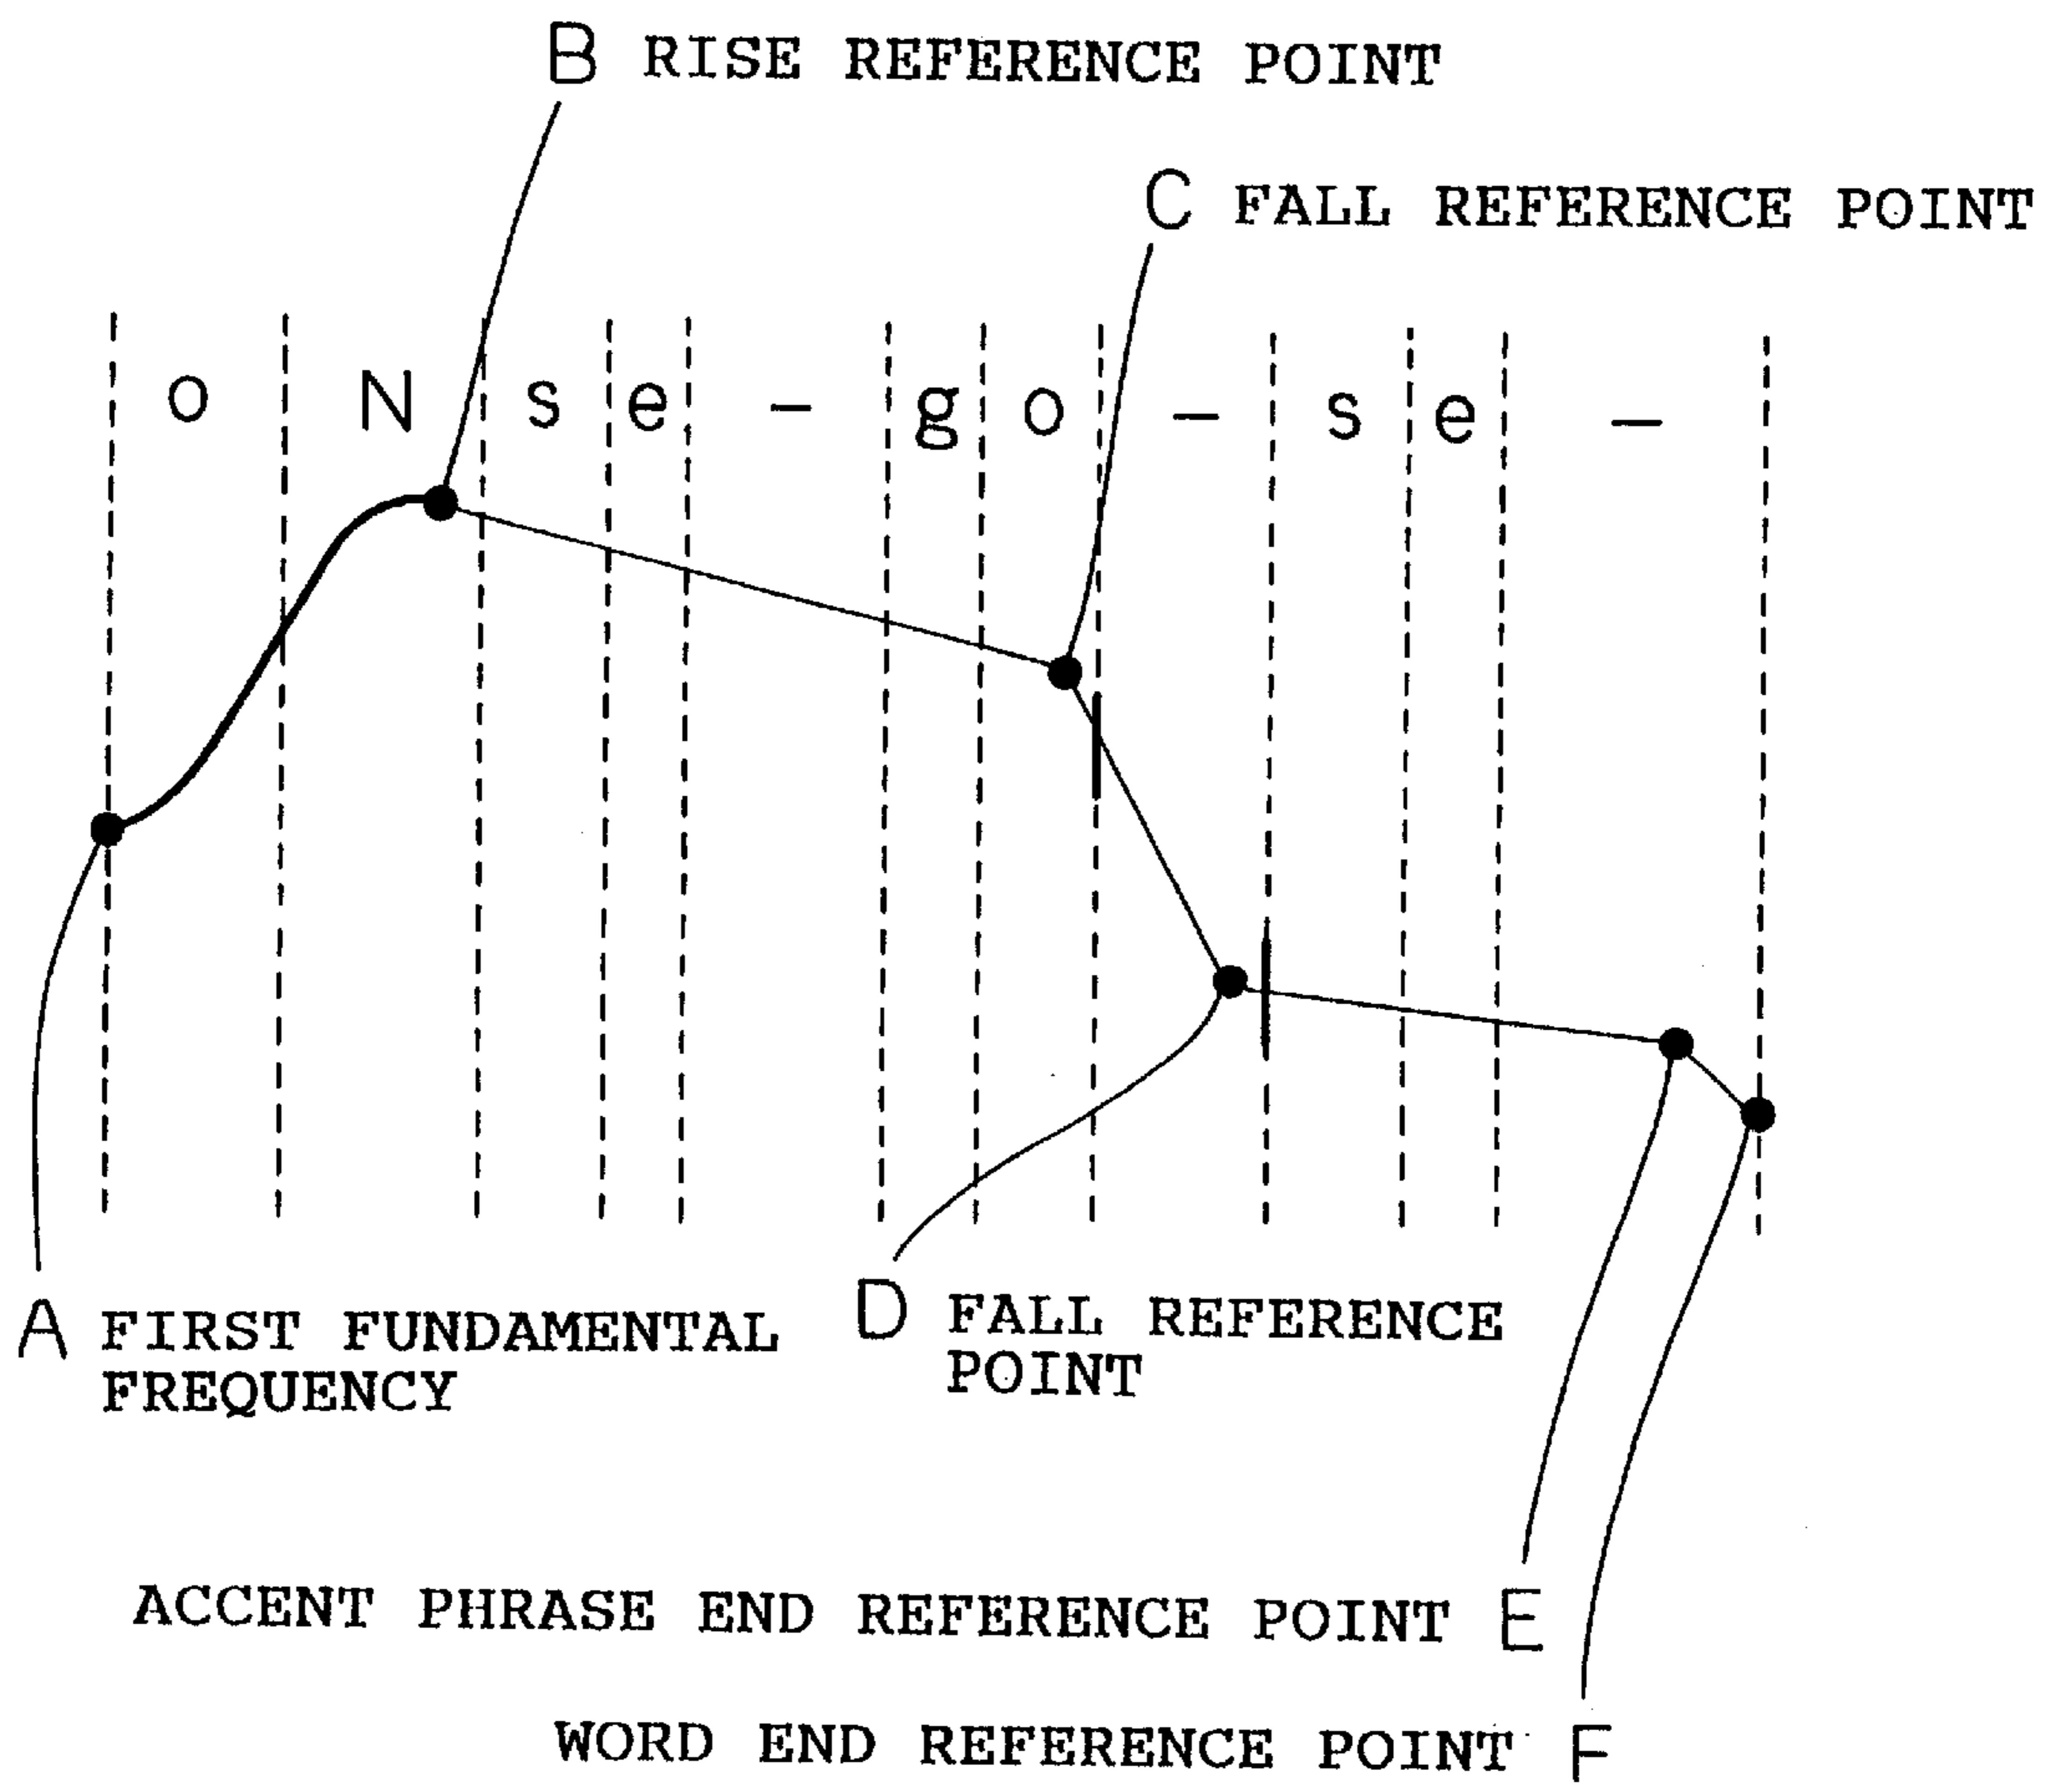 B RISE REFERENCE POINT
C FALL REFERENCE POINT
o N s e – g o – s e –
A FIRST FUNDAMENTAL
FREQUENCY
D FALL REFERENCE
POINT
ACCENT PHRASE END REFERENCE POINT E
WORD END REFERENCE POINT F